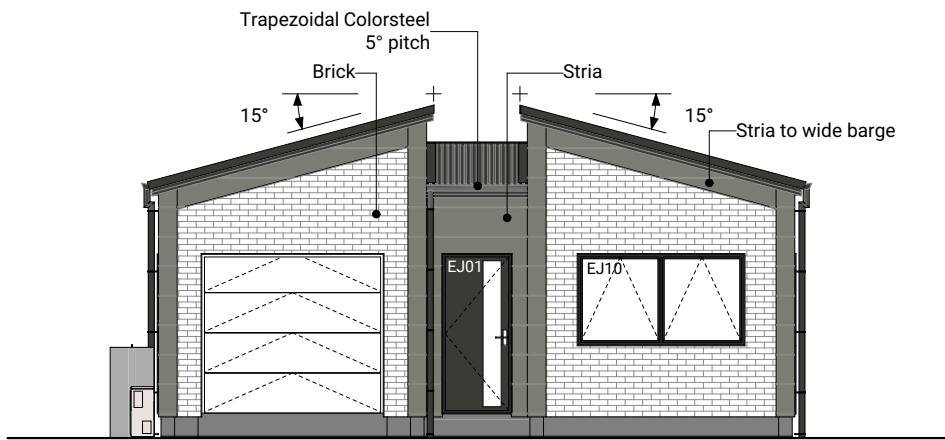 Trapezoidal Colorsteel
5° pitch
Brick
Stria
15°
15°
Stria to wide barge
EJ01
EJ10